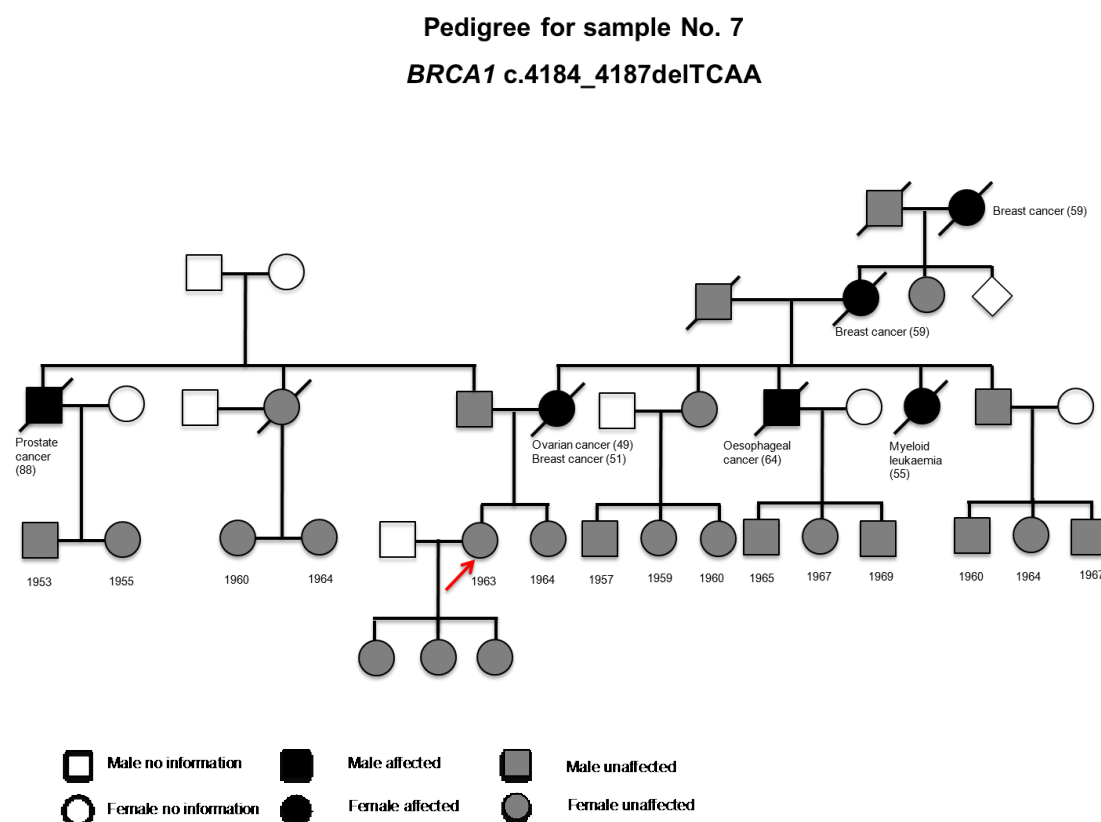 Pedigree for sample No. 7
BRCA1 c.4184_4187delTCAA
Breast cancer (59)
Breast cancer (59)
Prostate
cancer
(88)
Ovarian cancer (49)
Breast cancer (51)
Oesophageal
cancer (64)
Myeloid
leukaemia
(55)
1953
1955
1960
1964
1963
1964
1957
1959
1960
1965
1967
1969
1960
1964
1967
Male no information
Male affected
Male unaffected
Female no information
Female affected
Female unaffected